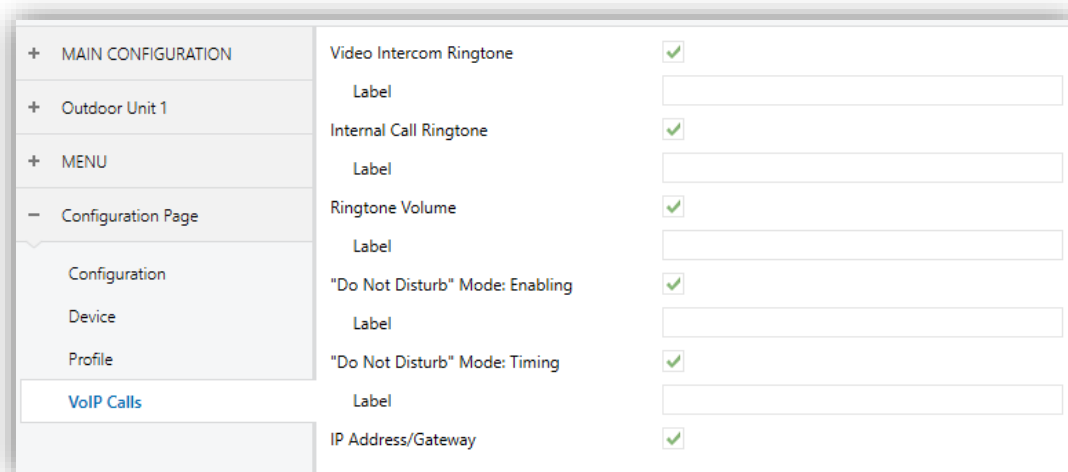 + MAIN CONFIGURATION
+ Outdoor Unit 1
+ MENU
− Configuration Page
Configuration
Device
Profile
VoIP Calls
Video Intercom Ringtone
Label
Internal Call Ringtone
Label
Ringtone Volume
Label
"Do Not Disturb" Mode: Enabling
Label
"Do Not Disturb" Mode: Timing
Label
IP Address/Gateway